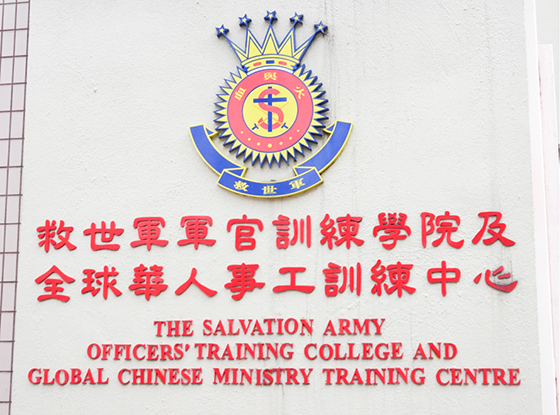 血與火
S
救世軍
救世軍軍官訓練學院及
全球華人事工訓練中心
THE SALVATION ARMY
OFFICERS' TRAINING COLLEGE AND
GLOBAL CHINESE MINISTRY TRAINING CENTRE